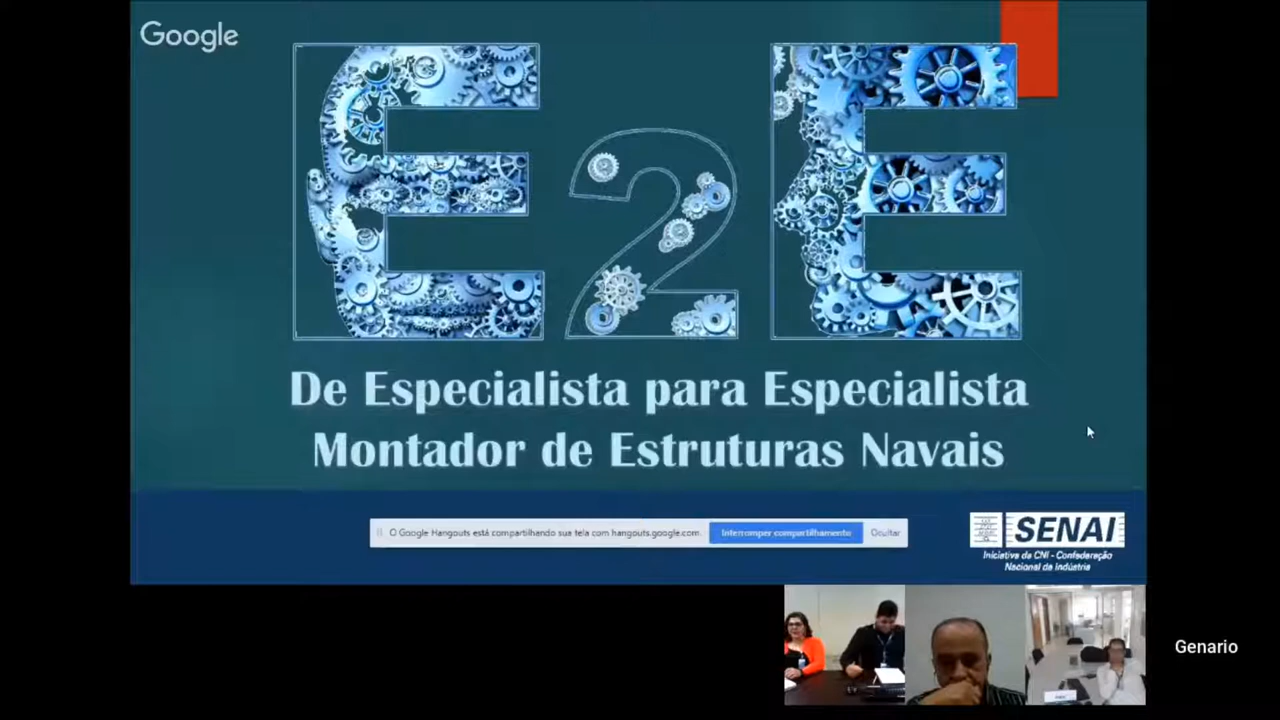 Google
E2E
De Especialista para Especialista
Montador de Estruturas Navais
O Google Hangouts está compartilhando sua tela com hangouts.google.com.
Interromper compartilhamento
Ocultar
SENAI
Iniciativa da CNI - Confederação
Nacional da Indústria
Genario